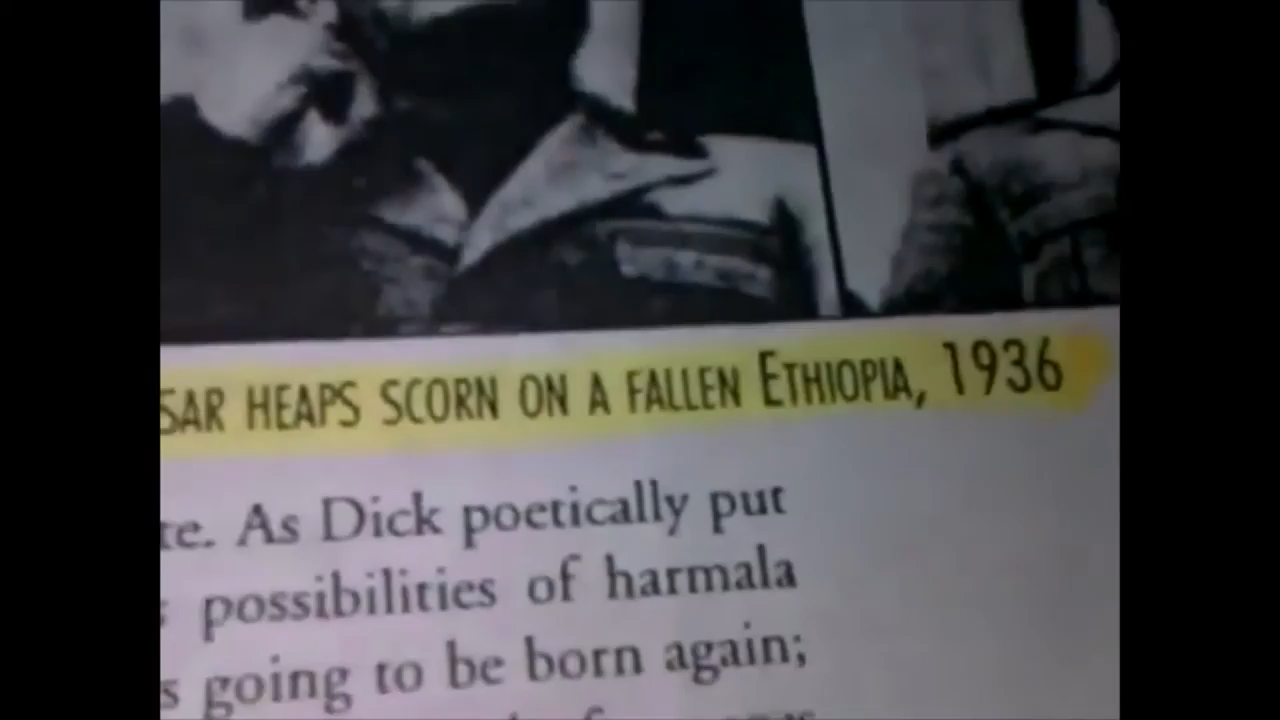 SAR HEAPS SCORN ON A FALLEN ETHIOPIA, 1936
te. As Dick poetically put
possibilities of harmala
s going to be born again;